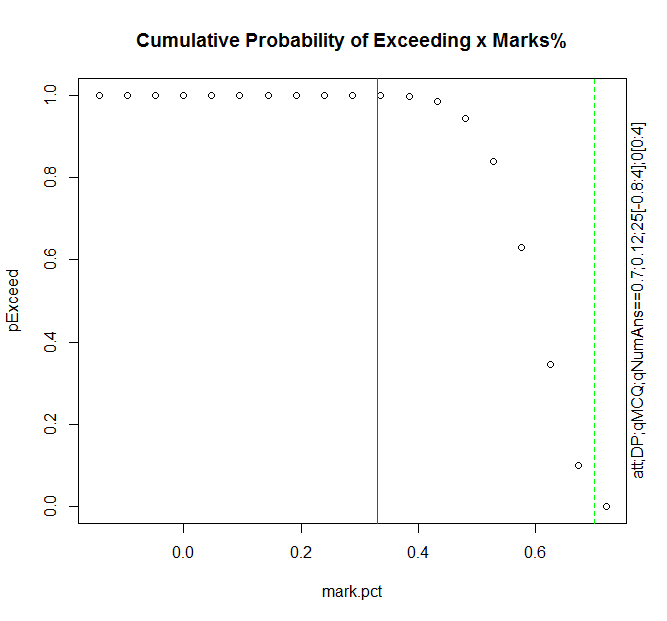 Cumulative Probability of Exceeding x Marks%
pExceed
1.0
0.8
0.6
0.4
0.2
0.0
0.0 0.2 0.4 0.6
mark.pct
att;DP;qMCQ;qNumAns==0.7;0.12;25[-0.8:4];0[0:4]